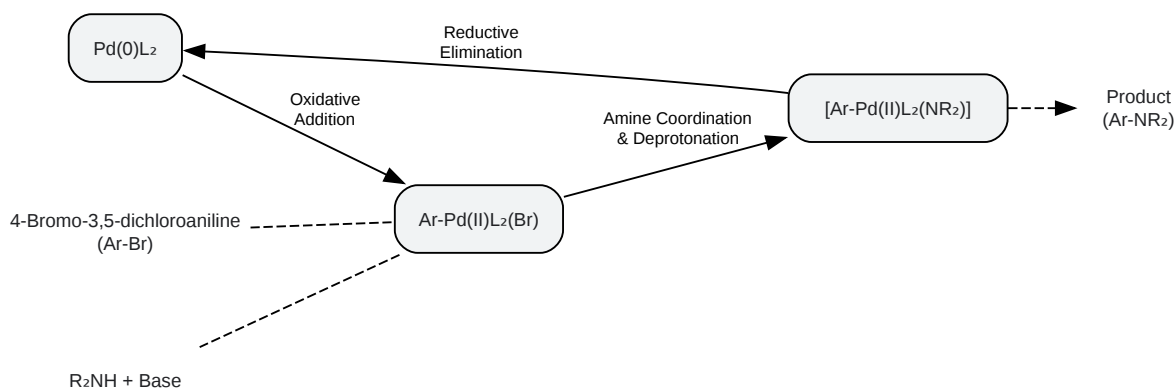 Pd(0)L₂
Reductive
Elimination
Oxidative
Addition
Amine Coordination
& Deprotonation
[Ar-Pd(II)L₂(NR₂)]
Product
(Ar-NR₂)
4-Bromo-3,5-dichloroaniline
(Ar-Br)
Ar-Pd(II)L₂(Br)
R₂NH + Base